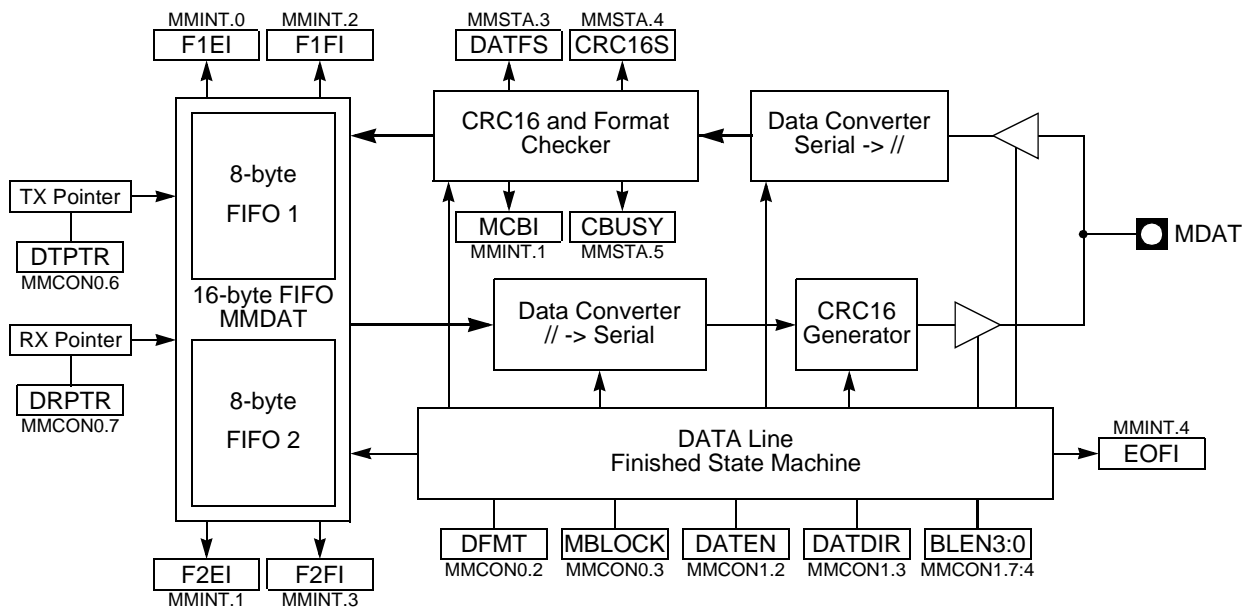 MMINT.0
F1EI
MMINT.2
F1FI
MMSTA.3
DATFS
MMSTA.4
CRC16S
8-byte
FIFO 1
CRC16 and Format
Checker
Data Converter
Serial -> //
TX Pointer
DTPTR
MMCON0.6
MCBI
MMINT.1
CBUSY
MMSTA.5
MDAT
16-byte FIFO
MMDAT
Data Converter
// -> Serial
CRC16
Generator
RX Pointer
DRPTR
MMCON0.7
8-byte
FIFO 2
DATA Line
Finished State Machine
MMINT.4
EOFI
F2EI
MMINT.1
F2FI
MMINT.3
DFMT
MMCON0.2
MBLOCK
MMCON0.3
DATEN
MMCON1.2
DATDIR
MMCON1.3
BLEN3:0
MMCON1.7:4